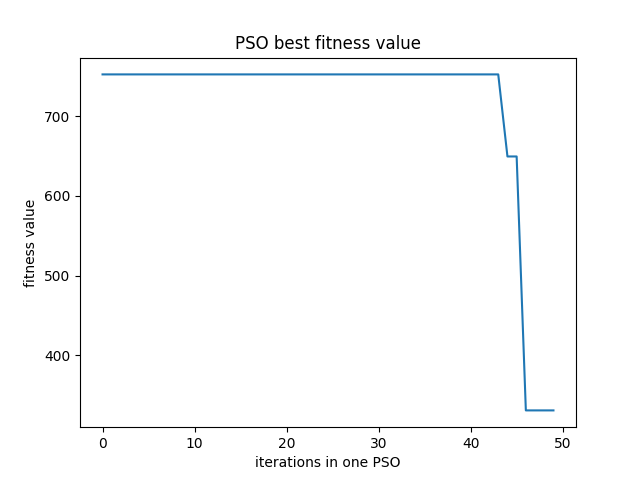 PSO best fitness value
fitness value
700
600
500
400
0 10 20 30 40 50
iterations in one PSO